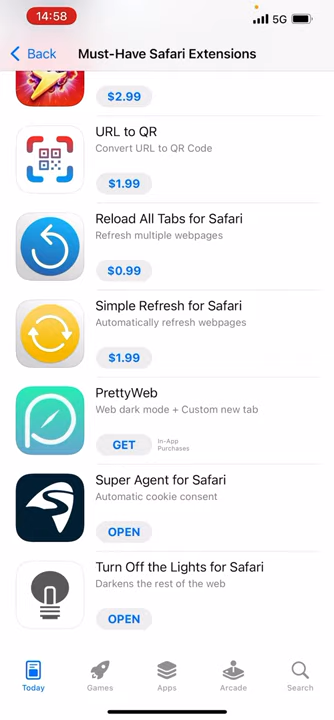 14:58
5G
Back
Must-Have Safari Extensions
$2.99
URL to QR
Convert URL to QR Code
$1.99
Reload All Tabs for Safari
Refresh multiple webpages
$0.99
Simple Refresh for Safari
Automatically refresh webpages
$1.99
PrettyWeb
Web dark mode + Custom new tab
GET
In-App
Purchases
Super Agent for Safari
Automatic cookie consent
OPEN
Turn Off the Lights for Safari
Darkens the rest of the web
OPEN
Today
Games
Apps
Arcade
Search